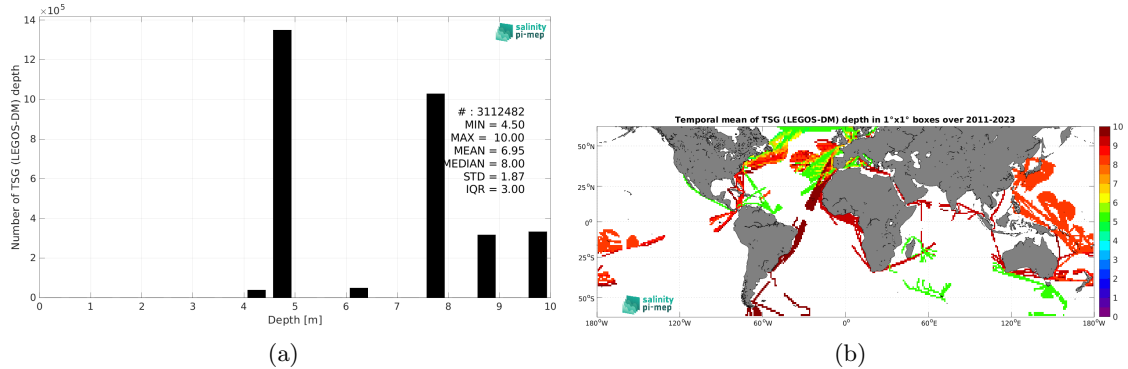 ×10⁵
14
12
10
8
6
4
2
0
Number of TSG (LEGOS-DM) depth
salinity
pi-mep
# : 3112482
MIN = 4.50
MAX = 10.00
MEAN = 6.95
MEDIAN = 8.00
STD = 1.87
IQR = 3.00
0 1 2 3 4 5 6 7 8 9 10
Depth [m]
(a)
Temporal mean of TSG (LEGOS-DM) depth in 1°x1° boxes over 2011-2023
50°N
25°N
0°
25°S
50°S
salinity
pi-mep
180°W 120°W 60°W 0° 60°E 120°E 180°W
10
9
8
7
6
5
4
3
2
1
0
(b)